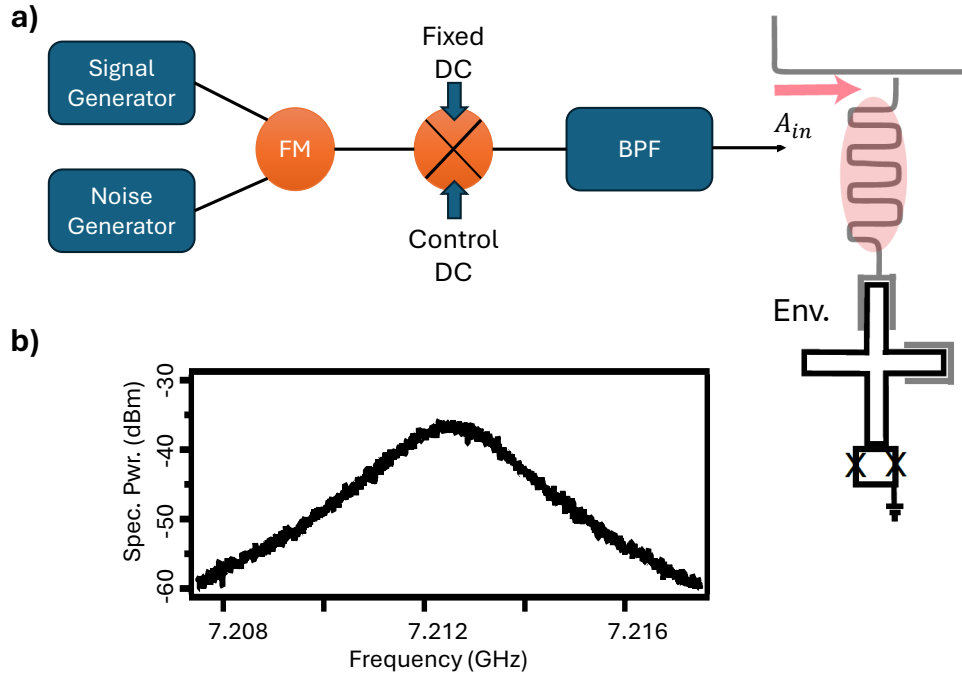 a)
Signal
Generator
Noise
Generator
FM
Fixed
DC
Control
DC
BPF
A_in
Env.
b)
Spec. Pwr. (dBm)
-30
-40
-50
-60
7.208
7.212
7.216
Frequency (GHz)